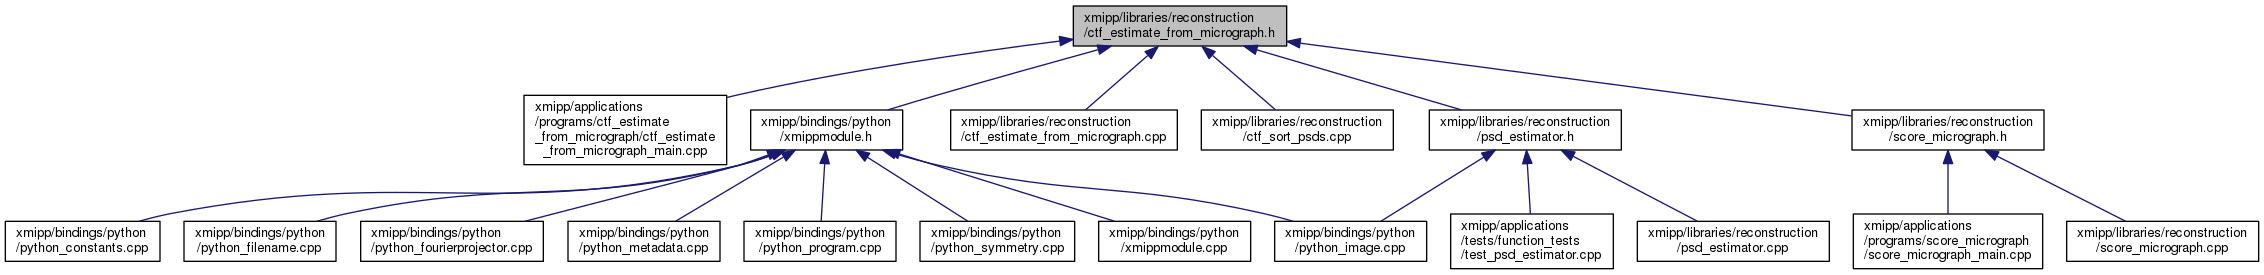 xmipp/libraries/reconstruction
/ctf_estimate_from_micrograph.h
xmipp/applications
/programs/ctf_estimate
_from_micrograph/ctf_estimate
_from_micrograph_main.cpp
xmipp/bindings/python
/xmippmodule.h
xmipp/libraries/reconstruction
/ctf_estimate_from_micrograph.cpp
xmipp/libraries/reconstruction
/ctf_sort_psds.cpp
xmipp/libraries/reconstruction
/psd_estimator.h
xmipp/libraries/reconstruction
/score_micrograph.h
xmipp/bindings/python
/python_constants.cpp
xmipp/bindings/python
/python_filename.cpp
xmipp/bindings/python
/python_fourierprojector.cpp
xmipp/bindings/python
/python_metadata.cpp
xmipp/bindings/python
/python_program.cpp
xmipp/bindings/python
/python_symmetry.cpp
xmipp/bindings/python
/xmippmodule.cpp
xmipp/bindings/python
/python_image.cpp
xmipp/applications
/tests/function_tests
/test_psd_estimator.cpp
xmipp/libraries/reconstruction
/psd_estimator.cpp
xmipp/applications
/programs/score_micrograph
/score_micrograph_main.cpp
xmipp/libraries/reconstruction
/score_micrograph.cpp